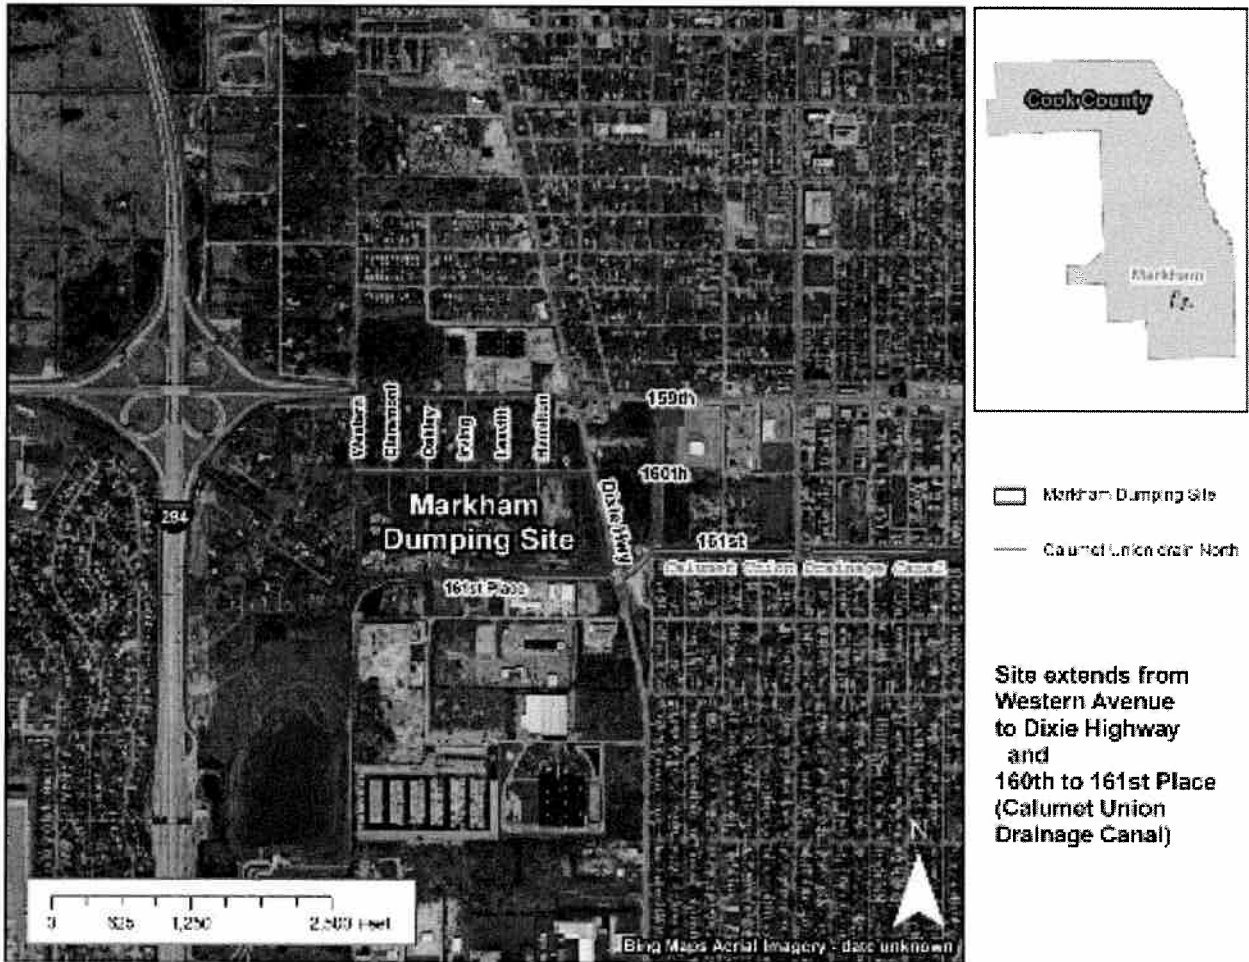 159th
Western
Claremont
Oakley
Leavitt
Hamilton
160th
Dixie Hwy
Markham
Dumping Site
294
161st
Calumet Union Drainage Canal
161st Place
0 625 1,250 2,500 Feet
N
Bing Maps Aerial Imagery - date unknown
Cook County
Markham
Markham Dumping Site
Calumet Union drain North
Site extends from
Western Avenue
to Dixie Highway
and
160th to 161st Place
(Calumet Union
Drainage Canal)